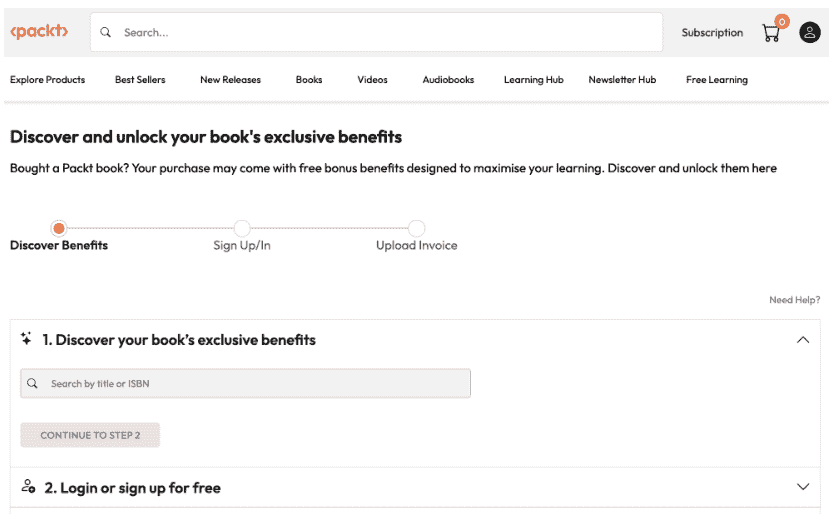 <packt>
Search...
Subscription
0
Explore Products Best Sellers New Releases Books Videos Audiobooks Learning Hub Newsletter Hub Free Learning
Discover and unlock your book's exclusive benefits
Bought a Packt book? Your purchase may come with free bonus benefits designed to maximise your learning. Discover and unlock them here
Discover Benefits Sign Up/In Upload Invoice
Need Help?
1. Discover your book's exclusive benefits
Search by title or ISBN
CONTINUE TO STEP 2
2. Login or sign up for free